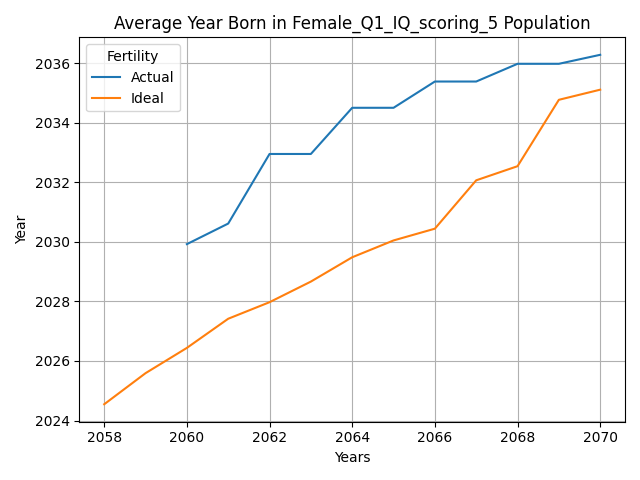 Average Year Born in Female_Q1_IQ_scoring_5 Population
Fertility
Actual
Ideal
2036
2034
2032
2030
2028
2026
2024
Year
2058
2060
2062
2064
2066
2068
2070
Years